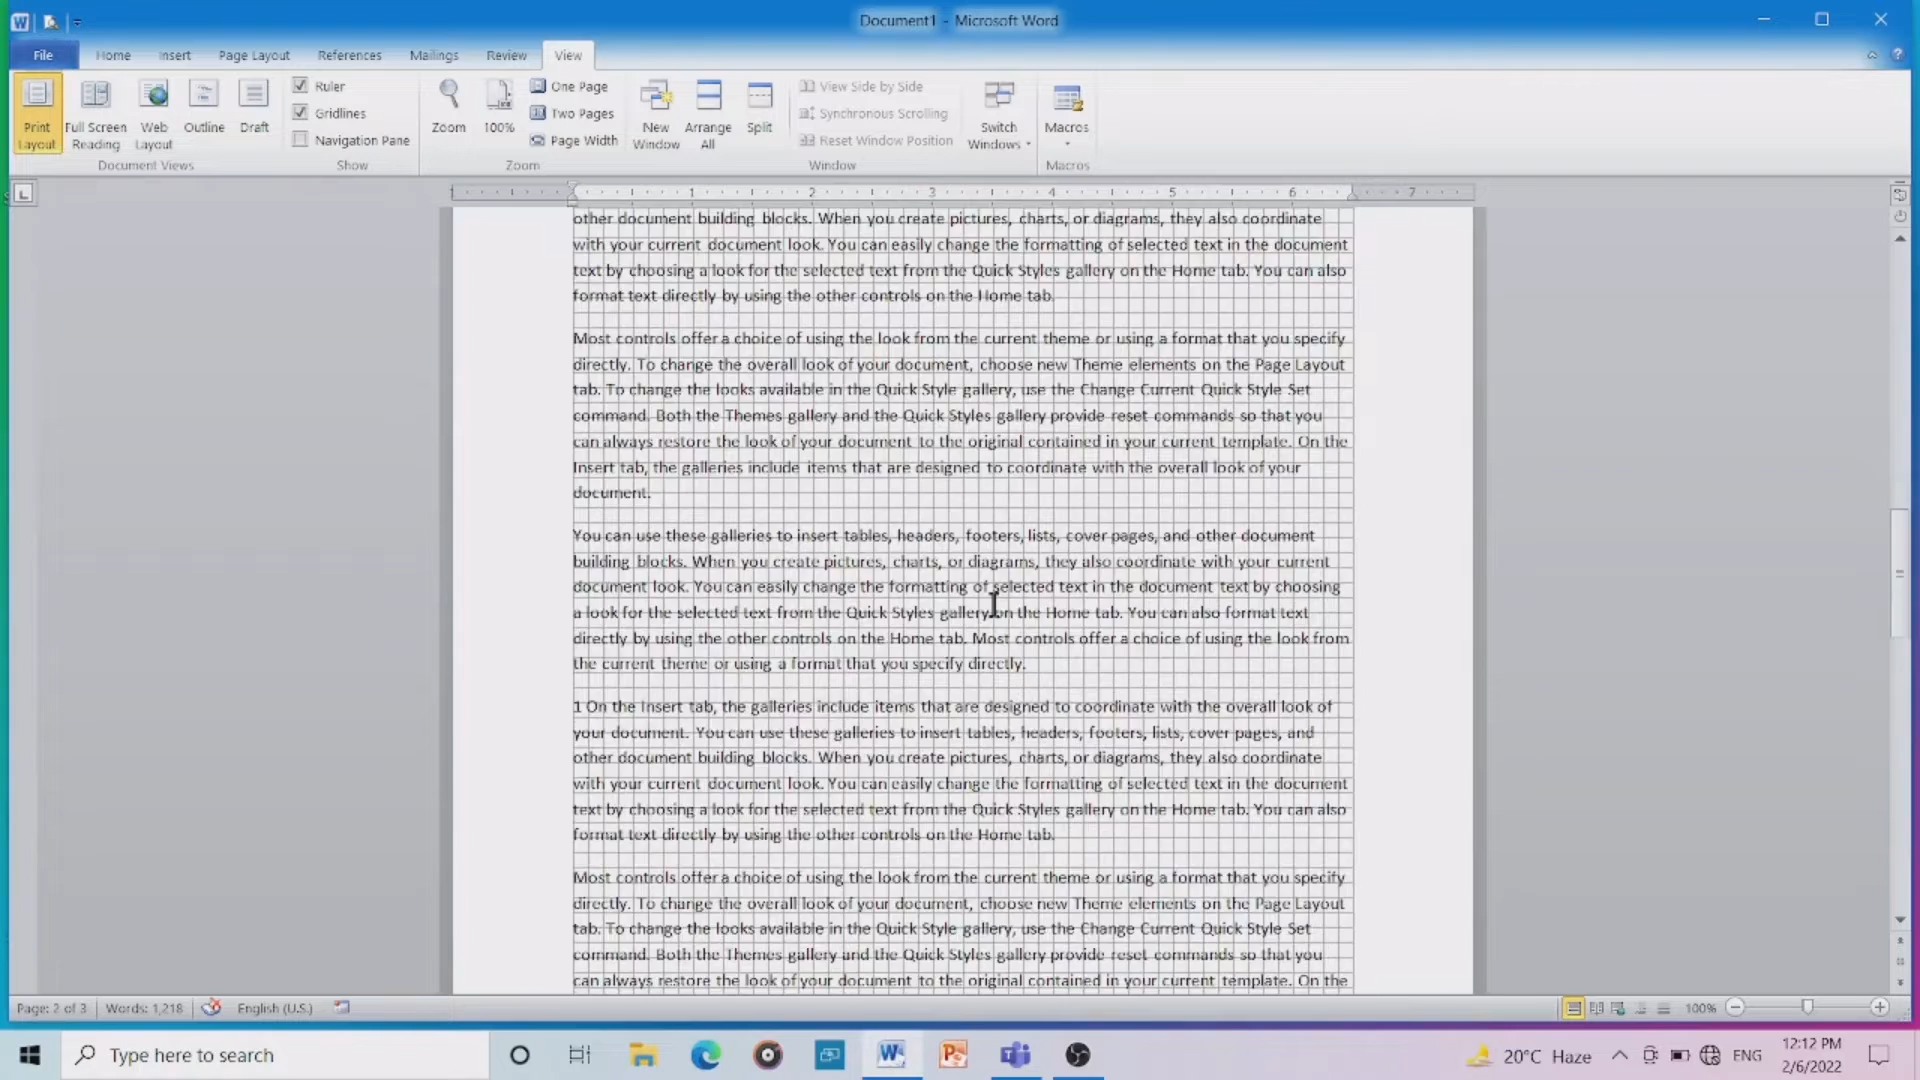 Document1 - Microsoft Word
File Home Insert Page Layout References Mailings Review View
Print Layout
Full Screen Reading
Web Layout
Outline
Draft
Document Views
Ruler
Gridlines
Navigation Pane
Show
Zoom
100%
One Page
Two Pages
Page Width
Zoom
New Window
Arrange All
Split
View Side by Side
Synchronous Scrolling
Reset Window Position
Window
Switch Windows
Macros
Macros
1 2 3 4 5 6 7
other document building blocks. When you create pictures, charts, or diagrams, they also coordinate
with your current document look. You can easily change the formatting of selected text in the document
text by choosing a look for the selected text from the Quick Styles gallery on the Home tab. You can also
format text directly by using the other controls on the Home tab.
Most controls offer a choice of using the look from the current theme or using a format that you specify
directly. To change the overall look of your document, choose new Theme elements on the Page Layout
tab. To change the looks available in the Quick Style gallery, use the Change Current Quick Style Set
command. Both the Themes gallery and the Quick Styles gallery provide reset commands so that you
can always restore the look of your document to the original contained in your current template. On the
Insert tab, the galleries include items that are designed to coordinate with the overall look of your
document.
You can use these galleries to insert tables, headers, footers, lists, cover pages, and other document
building blocks. When you create pictures, charts, or diagrams, they also coordinate with your current
document look. You can easily change the formatting of selected text in the document text by choosing
a look for the selected text from the Quick Styles gallery on the Home tab. You can also format text
directly by using the other controls on the Home tab. Most controls offer a choice of using the look from
the current theme or using a format that you specify directly.
1 On the Insert tab, the galleries include items that are designed to coordinate with the overall look of
your document. You can use these galleries to insert tables, headers, footers, lists, cover pages, and
other document building blocks. When you create pictures, charts, or diagrams, they also coordinate
with your current document look. You can easily change the formatting of selected text in the document
text by choosing a look for the selected text from the Quick Styles gallery on the Home tab. You can also
format text directly by using the other controls on the Home tab.
Most controls offer a choice of using the look from the current theme or using a format that you specify
directly. To change the overall look of your document, choose new Theme elements on the Page Layout
tab. To change the looks available in the Quick Style gallery, use the Change Current Quick Style Set
command. Both the Themes gallery and the Quick Styles gallery provide reset commands so that you
can always restore the look of your document to the original contained in your current template. On the
Page: 2 of 3 Words: 1,218 English (U.S.) 100%
Type here to search
20°C Haze ENG
12:12 PM
2/6/2022